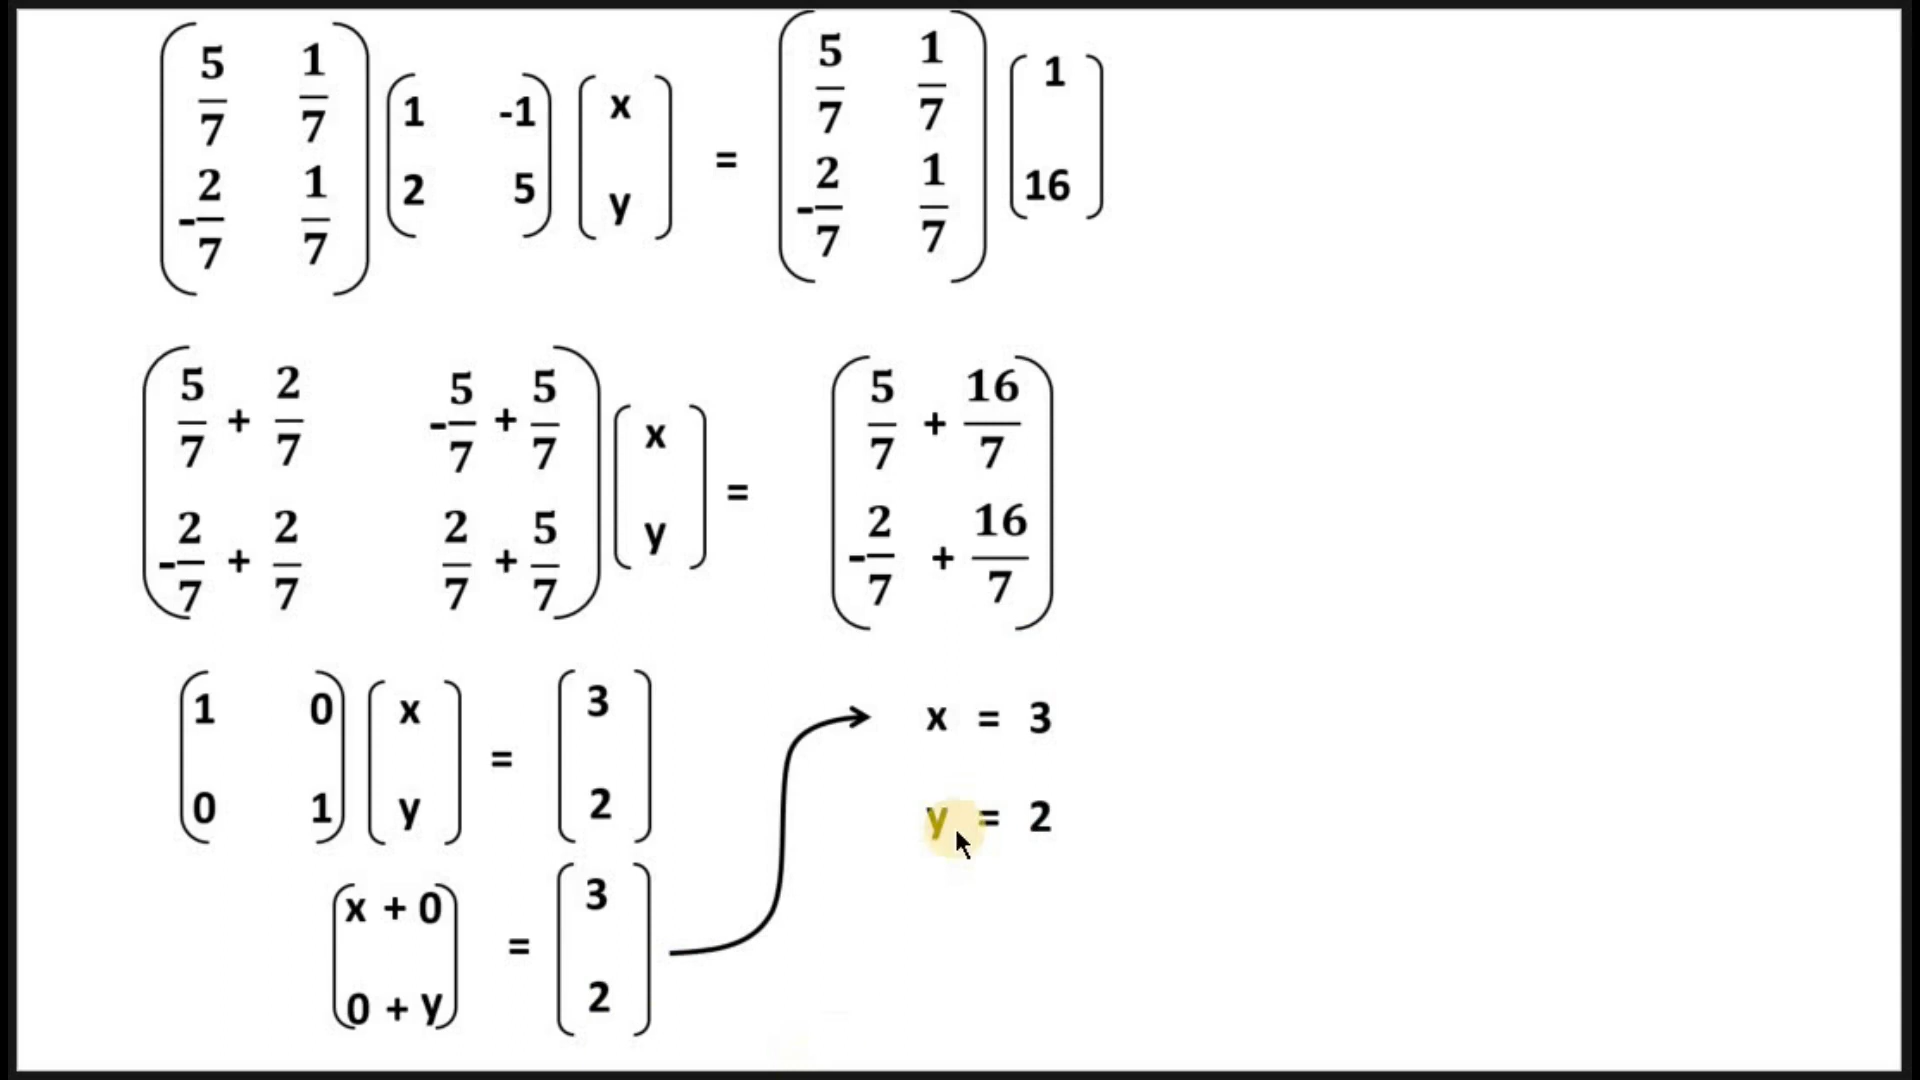 5/7 1/7 1 -1 x = 5/7 1/7 1
-2/7 1/7 2 5 y -2/7 1/7 16
5/7 + 2/7 -5/7 + 5/7 x = 5/7 + 16/7
-2/7 + 2/7 2/7 + 5/7 y -2/7 + 16/7
1 0 x = 3 x = 3
0 1 y 2 y = 2
x + 0 = 3
0 + y 2